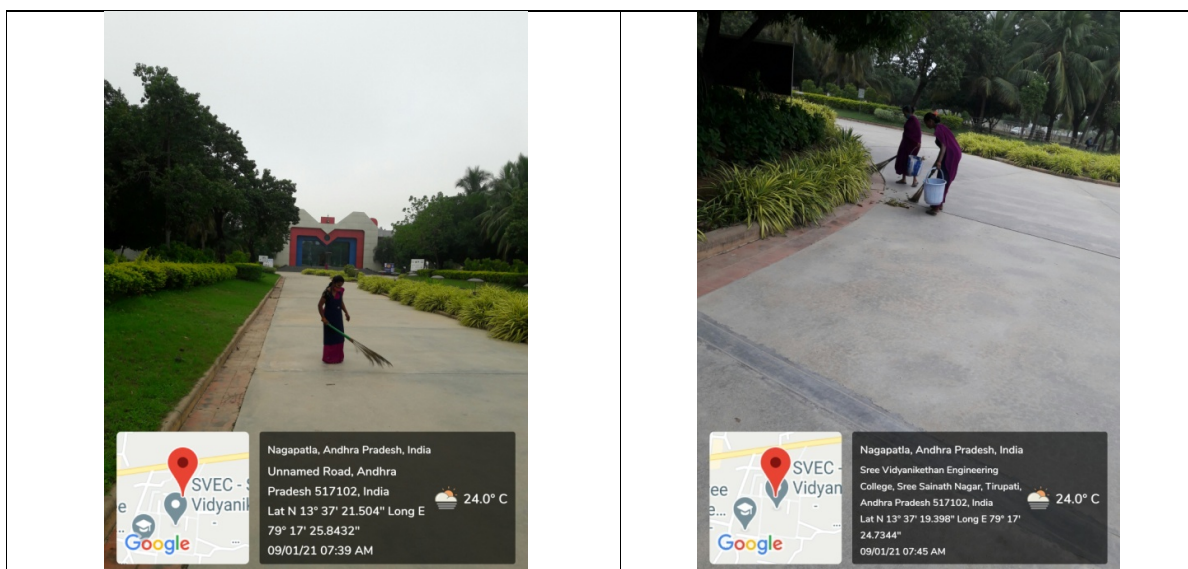 SVEC - S
Vidyanik
e
Google
Nagapatla, Andhra Pradesh, India
Unnamed Road, Andhra
Pradesh 517102, India
Lat N 13° 37' 21.504" Long E
79° 17' 25.8432"
09/01/21 07:39 AM
24.0° C
SVEC -
Vidyan
ee
e...
Google
Nagapatla, Andhra Pradesh, India
Sree Vidyanikethan Engineering
College, Sree Sainath Nagar, Tirupati,
Andhra Pradesh 517102, India
Lat N 13° 37' 19.398" Long E 79° 17'
24.7344"
09/01/21 07:45 AM
24.0° C